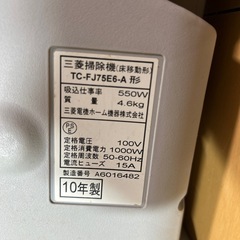 三菱掃除機(床移動形)
TC-FJ75E6-A 形
吸込仕事率 550W
質量 4.6kg
三菱電機ホーム機器株式会社
PS E
定格電圧 100V
定格消費電力 1000W
定格周波数 50-60Hz
電流ヒューズ 15A
10年製 製造番号 A6016482